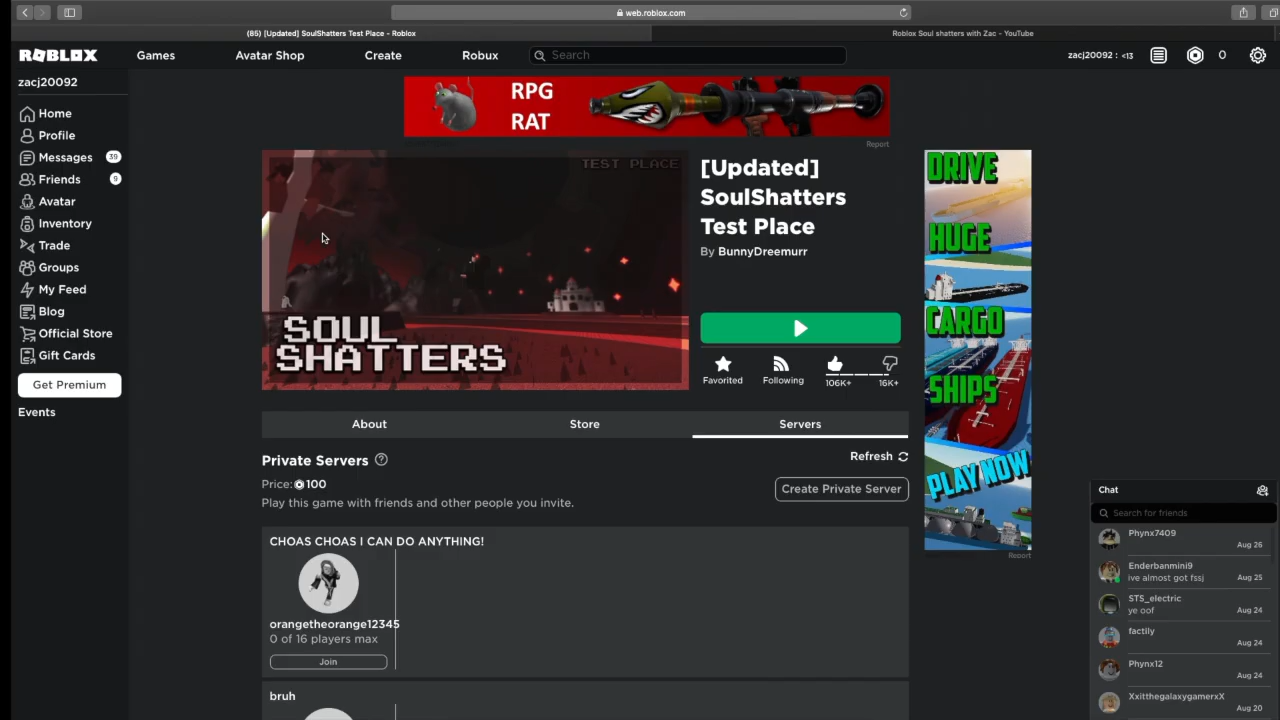 web.roblox.com
(85) [Updated] SoulShatters Test Place - Roblox
Roblox Soul shatters with Zac - YouTube
ROBLOX
Games
Avatar Shop
Create
Robux
Search
zacj20092 : <13
0
zacj20092
Home
Profile
Messages 39
Friends 9
Avatar
Inventory
Trade
Groups
My Feed
Blog
Official Store
Gift Cards
Get Premium
Events
RPG
RAT
Report
TEST PLACE
SOUL
SHATTERS
[Updated]
SoulShatters
Test Place
By BunnyDreemurr
Favorited
Following
106K+
16K+
About
Store
Servers
Private Servers
Refresh
Price: 100
Play this game with friends and other people you invite.
Create Private Server
CHOAS CHOAS I CAN DO ANYTHING!
orangetheorange12345
0 of 16 players max
Join
bruh
DRIVE
HUGE
CARGO
SHIPS
PLAY NOW
Report
Chat
Search for friends
Phynx7409
Aug 26
Enderbanmini9
ive almost got fssj
Aug 25
STS_electric
ye oof
Aug 24
factily
Aug 24
Phynx12
Aug 24
XxitthegalaxygamerxX
Aug 20